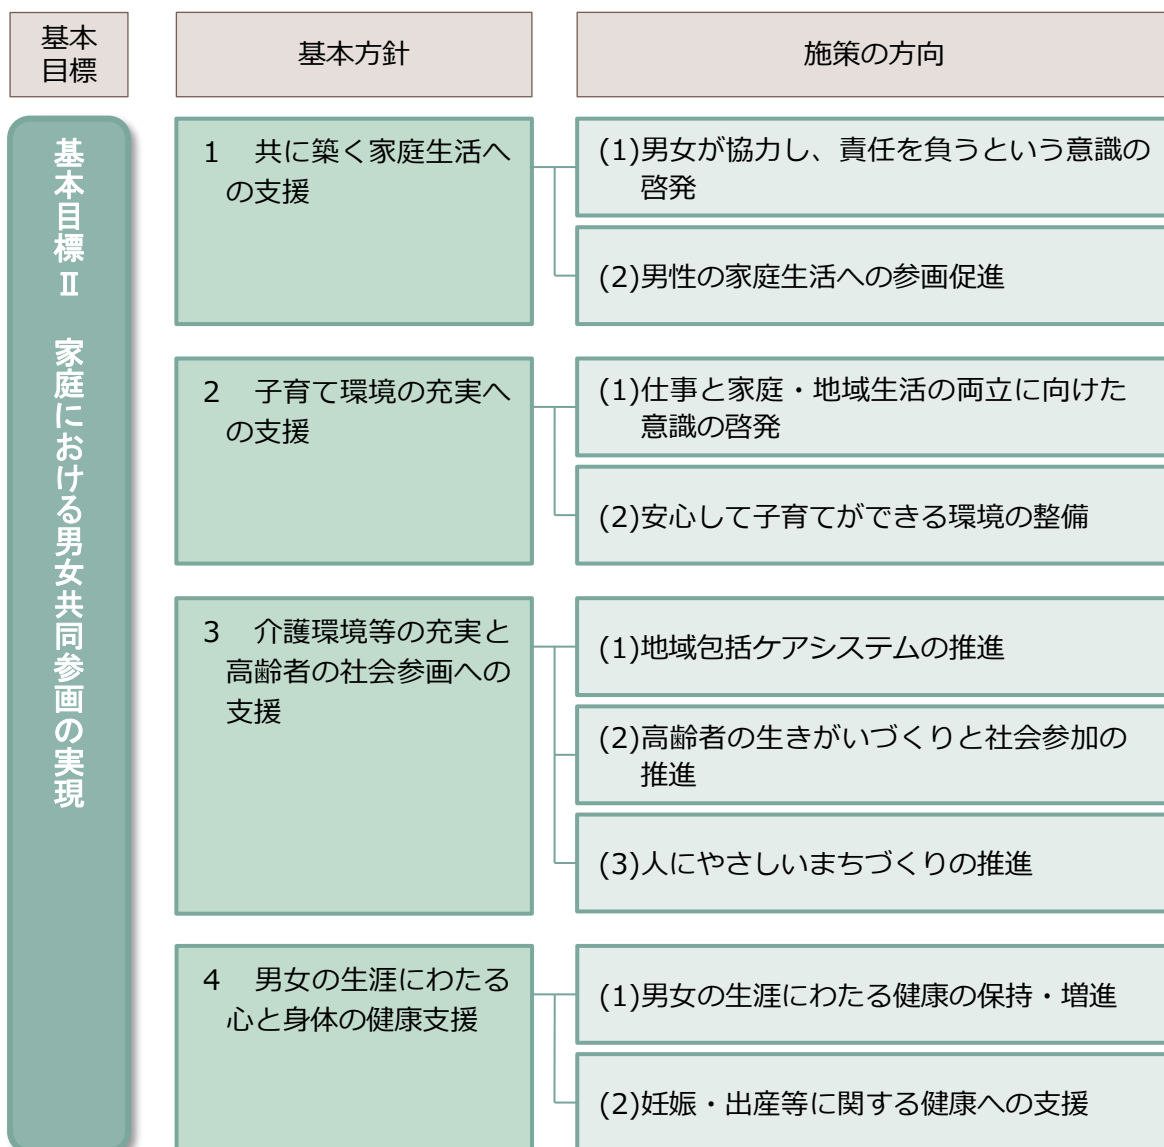 基本
目標
基本方針
施策の方向
基本目標Ⅱ　家庭における男女共同参画の実現
1　共に築く家庭生活へ
の支援
(1)男女が協力し、責任を負うという意識の
啓発
(2)男性の家庭生活への参画促進
2　子育て環境の充実へ
の支援
(1)仕事と家庭・地域生活の両立に向けた
意識の啓発
(2)安心して子育てができる環境の整備
3　介護環境等の充実と
高齢者の社会参画への
支援
(1)地域包括ケアシステムの推進
(2)高齢者の生きがいづくりと社会参加の
推進
(3)人にやさしいまちづくりの推進
4　男女の生涯にわたる
心と身体の健康支援
(1)男女の生涯にわたる健康の保持・増進
(2)妊娠・出産等に関する健康への支援